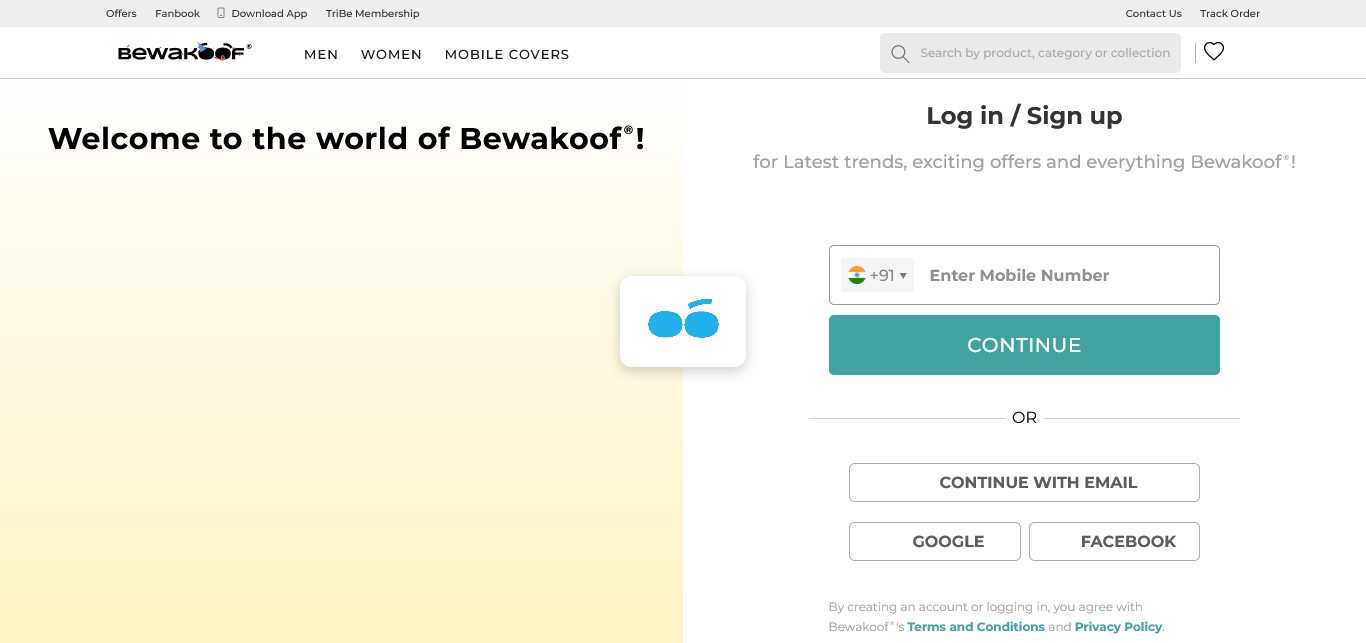 Offers Fanbook Download App TriBe Membership Contact Us Track Order
BEWAKOOF® MEN WOMEN MOBILE COVERS Search by product, category or collection
Welcome to the world of Bewakoof®!
Log in / Sign up
for Latest trends, exciting offers and everything Bewakoof®!
+91 ▾ Enter Mobile Number
CONTINUE
OR
CONTINUE WITH EMAIL
GOOGLE FACEBOOK
By creating an account or logging in, you agree with
Bewakoof®'s Terms and Conditions and Privacy Policy.